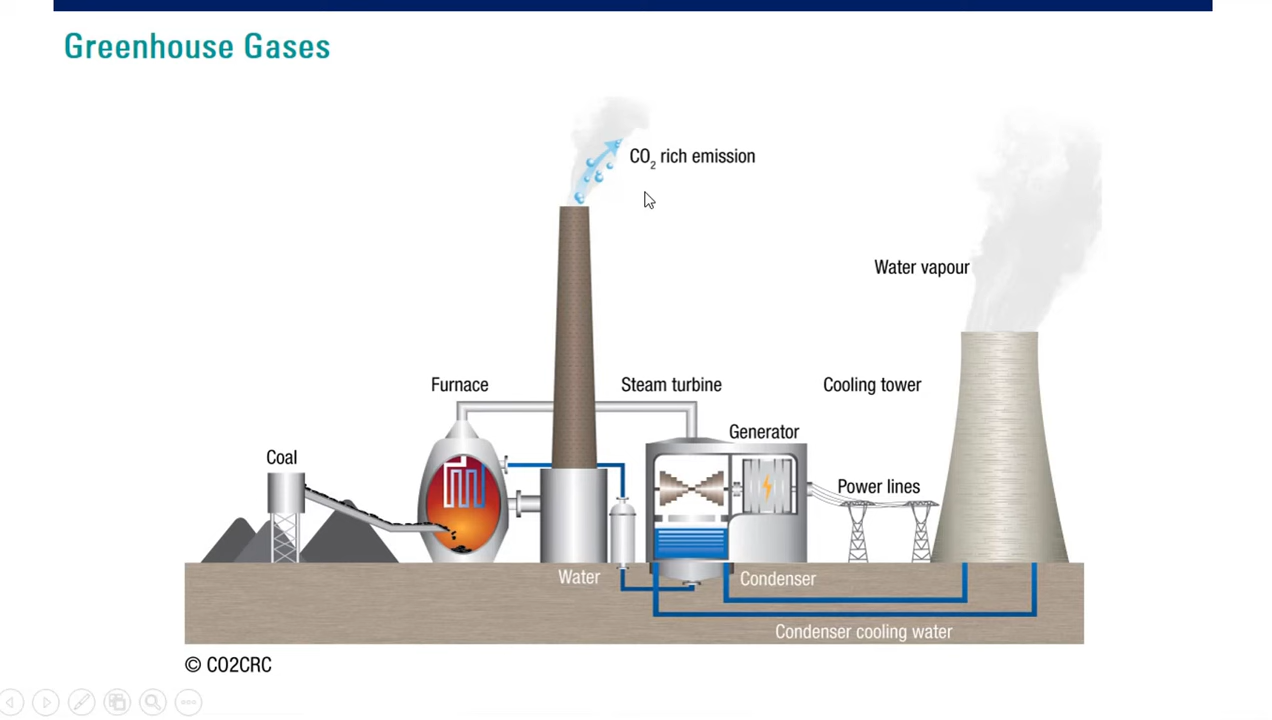 Greenhouse Gases
CO₂ rich emission
Water vapour
Furnace
Steam turbine
Cooling tower
Generator
Coal
Power lines
Water
Condenser
Condenser cooling water
© CO2CRC